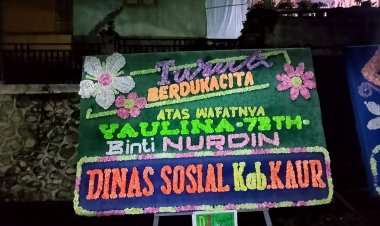 Turut
BERDUKACITA
ATAS WAFATNYA
YAULINA-72TH-
Binti NURDIN
DINAS SOSIAL Kab.KAUR